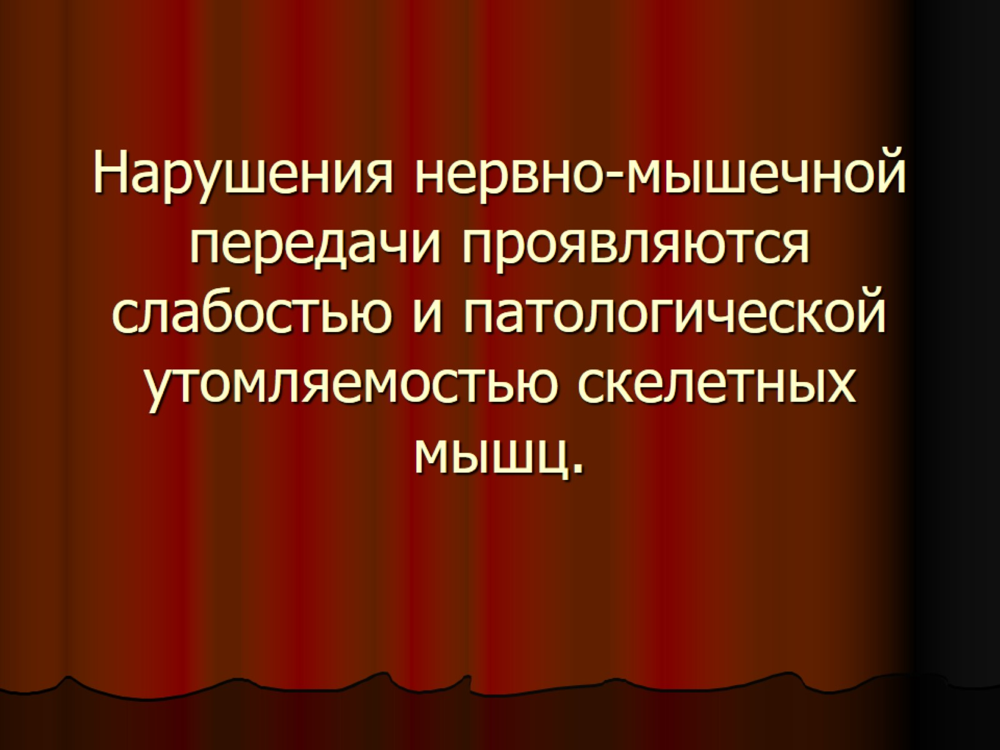 Нарушения нервно-мышечной
передачи проявляются
слабостью и патологической
утомляемостью скелетных
мышц.